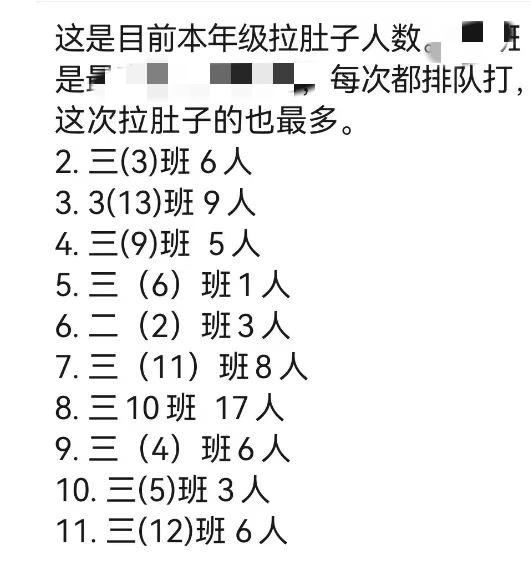 这是目前本年级拉肚子人数。班
是，每次都排队打，
这次拉肚子的也最多。
2. 三(3)班 6人
3. 3(13)班 9人
4. 三(9)班 5人
5. 三（6）班1人
6. 二（2）班3人
7. 三（11）班8人
8. 三10班 17人
9. 三（4）班6人
10. 三(5)班 3人
11. 三(12)班 6人